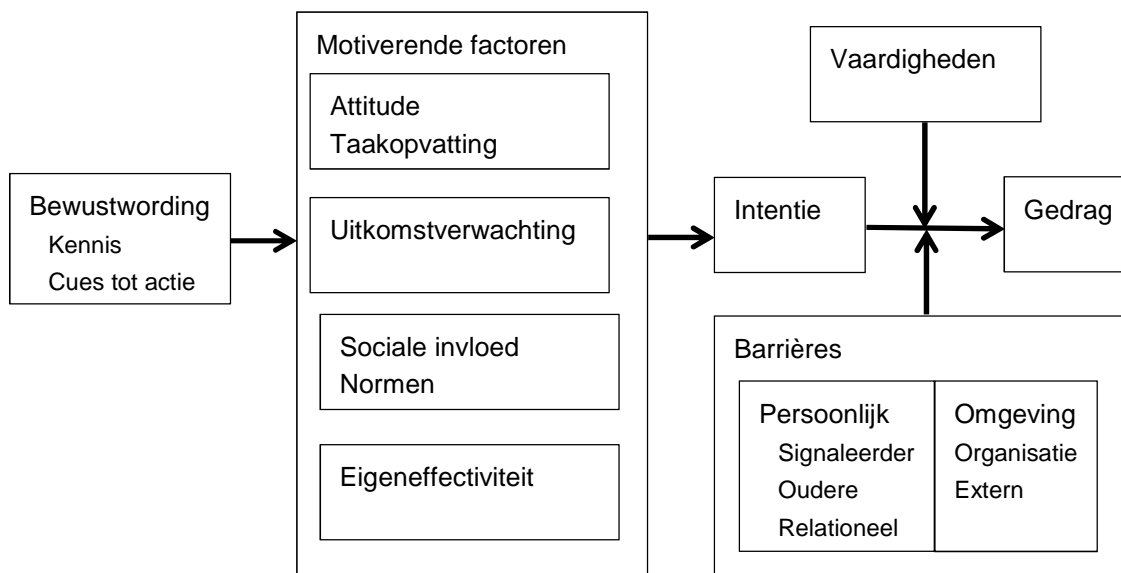 Bewustwording
Kennis
Cues tot actie
Motiverende factoren
Attitude
Taakopvatting
Uitkomstverwachting
Sociale invloed
Normen
Eigeneffectiviteit
Intentie
Vaardigheden
Gedrag
Barrières
Persoonlijk
Signaleerder
Oudere
Relationeel
Omgeving
Organisatie
Extern